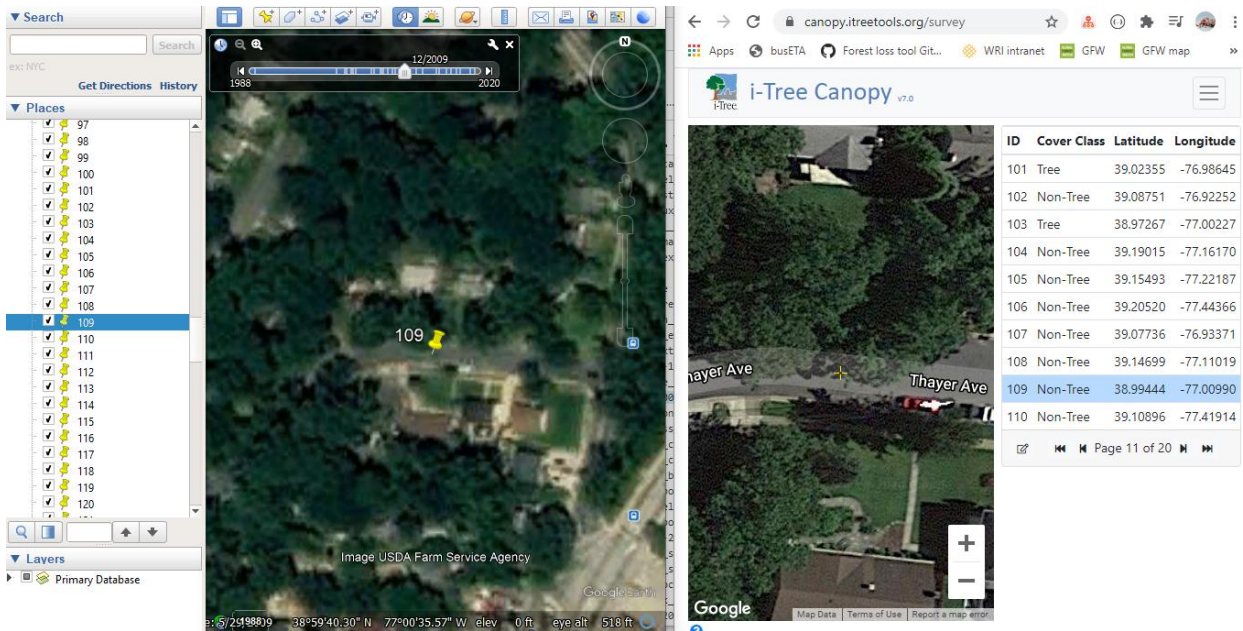 Search
Search
ex: NYC
Get Directions History
Places
97
98
99
100
101
102
103
104
105
106
107
108
109
110
111
112
113
114
115
116
117
118
119
120
Layers
Primary Database
12/2009
1988
2020
N
109
Image USDA Farm Service Agency
Google Earth
1988
38°59'40.30" N 77°00'35.57" W elev 0 ft eye alt 518 ft
canopy.itreetools.org/survey
Apps busETA Forest loss tool Git... WRI intranet GFW GFW map »
i-Tree
i-Tree Canopy v7.0
Thayer Ave
Google
Map Data Terms of Use Report a map error
ID Cover Class Latitude Longitude
101 Tree 39.02355 -76.98645
102 Non-Tree 39.08751 -76.92252
103 Tree 38.97267 -77.00227
104 Non-Tree 39.19015 -77.16170
105 Non-Tree 39.15493 -77.22187
106 Non-Tree 39.20520 -77.44366
107 Non-Tree 39.07736 -76.93371
108 Non-Tree 39.14699 -77.11019
109 Non-Tree 38.99444 -77.00990
110 Non-Tree 39.10896 -77.41914
Page 11 of 20